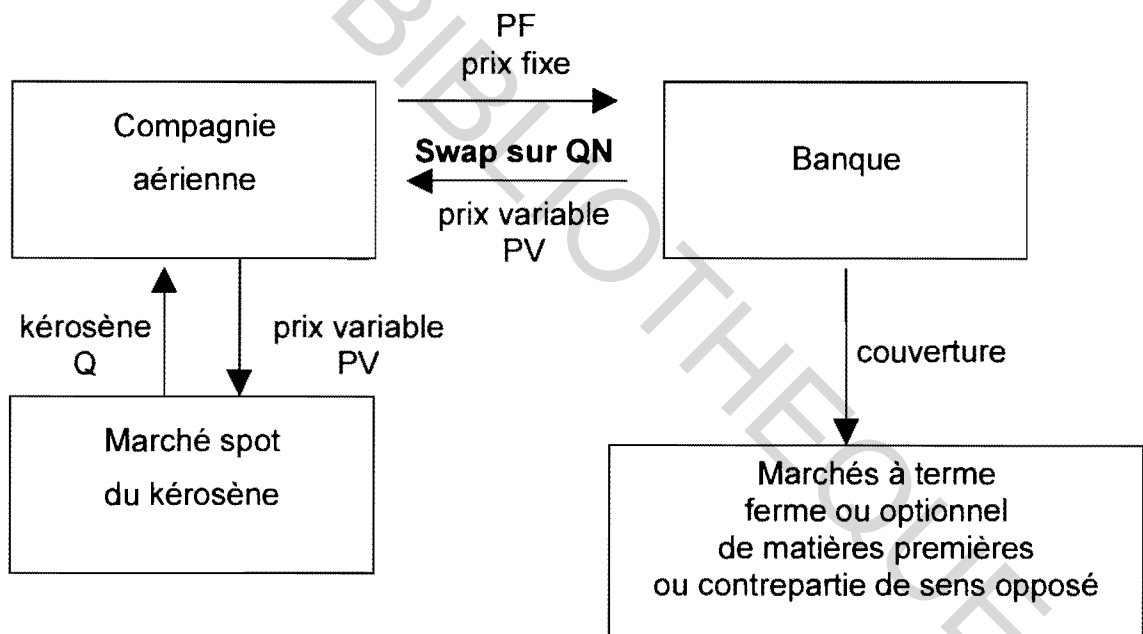 PF
prix fixe
Compagnie
aérienne
Swap sur QN
Banque
prix variable
PV
kérosène
Q
prix variable
PV
couverture
Marché spot
du kérosène
Marchés à terme
ferme ou optionnel
de matières premières
ou contrepartie de sens opposé
BIBLIOTHEQUE